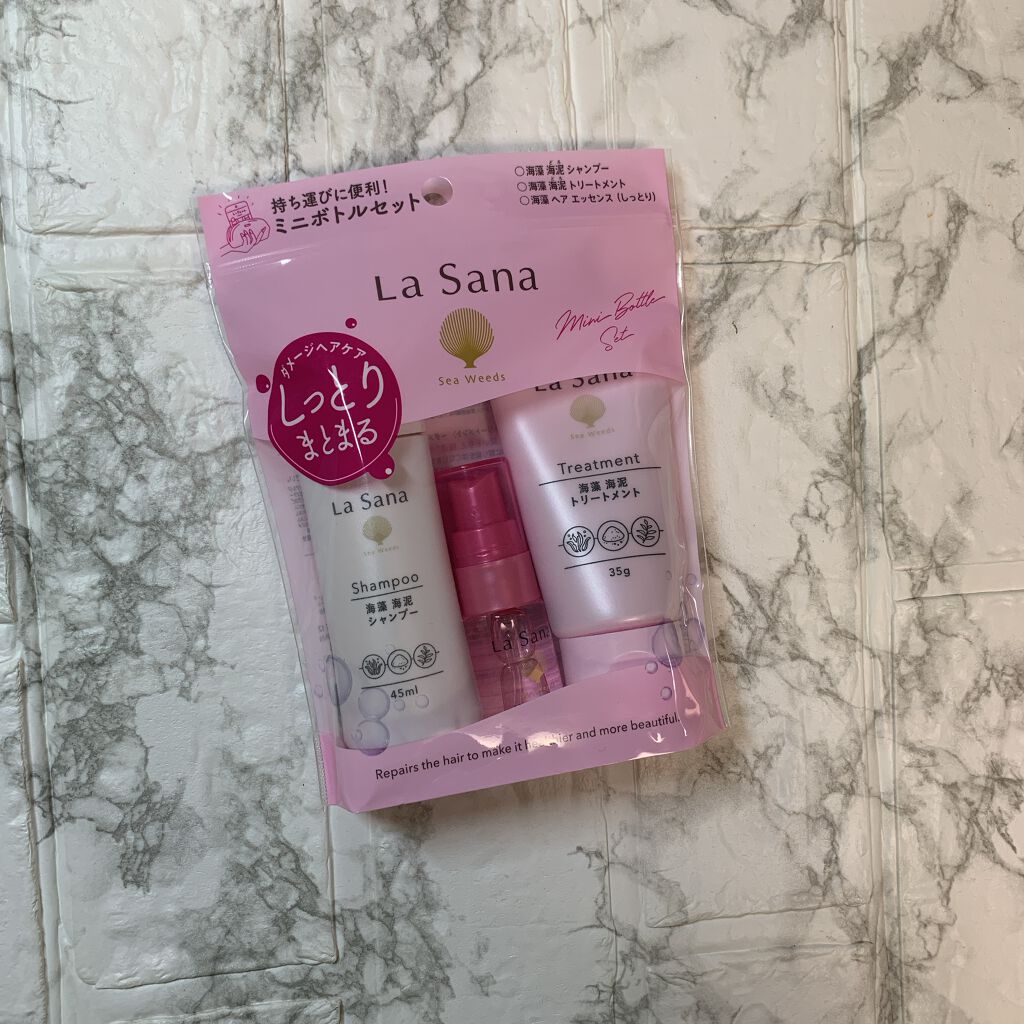 持ち運びに便利！
ミニボトルセット
○海藻 海泥 シャンプー
○海藻 海泥 トリートメント
○海藻 ヘア エッセンス (しっとり)
La Sana
Sea Weeds
Mini Bottle
Set
ダメージヘアケア
しっとり
まとまる
La Sana
Sea Weeds
Shampoo
海藻 海泥
シャンプー
45ml
La Sana
La Sana
Sea Weeds
Treatment
海藻 海泥
トリートメント
35g
Repairs the hair to make it healthier and more beautiful.